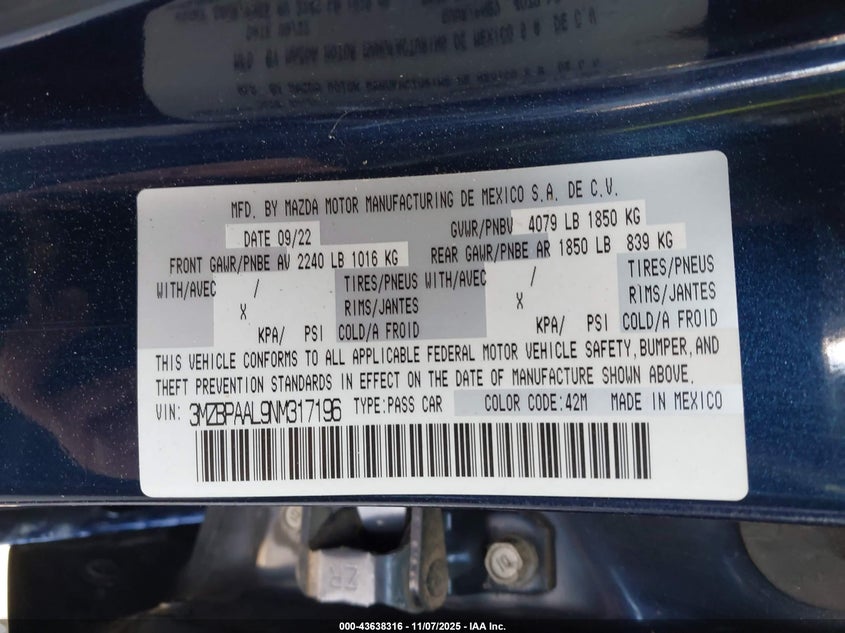 MFD. BY MAZDA MOTOR MANUFACTURING DE MEXICO S.A. DE C.V.
DATE 09/22 GVWR/PNBV 4079 LB 1850 KG
FRONT GAWR/PNBE AV 2240 LB 1016 KG REAR GAWR/PNBE AR 1850 LB 839 KG
WITH/AVEC / TIRES/PNEUS WITH/AVEC / TIRES/PNEUS
X RIMS/JANTES X RIMS/JANTES
KPA/ PSI COLD/A FROID KPA/ PSI COLD/A FROID
THIS VEHICLE CONFORMS TO ALL APPLICABLE FEDERAL MOTOR VEHICLE SAFETY, BUMPER, AND
THEFT PREVENTION STANDARDS IN EFFECT ON THE DATE OF MANUFACTURE SHOWN ABOVE.
VIN: 3MZBPAAL9NM317196 TYPE:PASS CAR COLOR CODE:42M MADE IN MEXICO
ZR
000-43638316 - 11/07/2025 - IAA Inc.